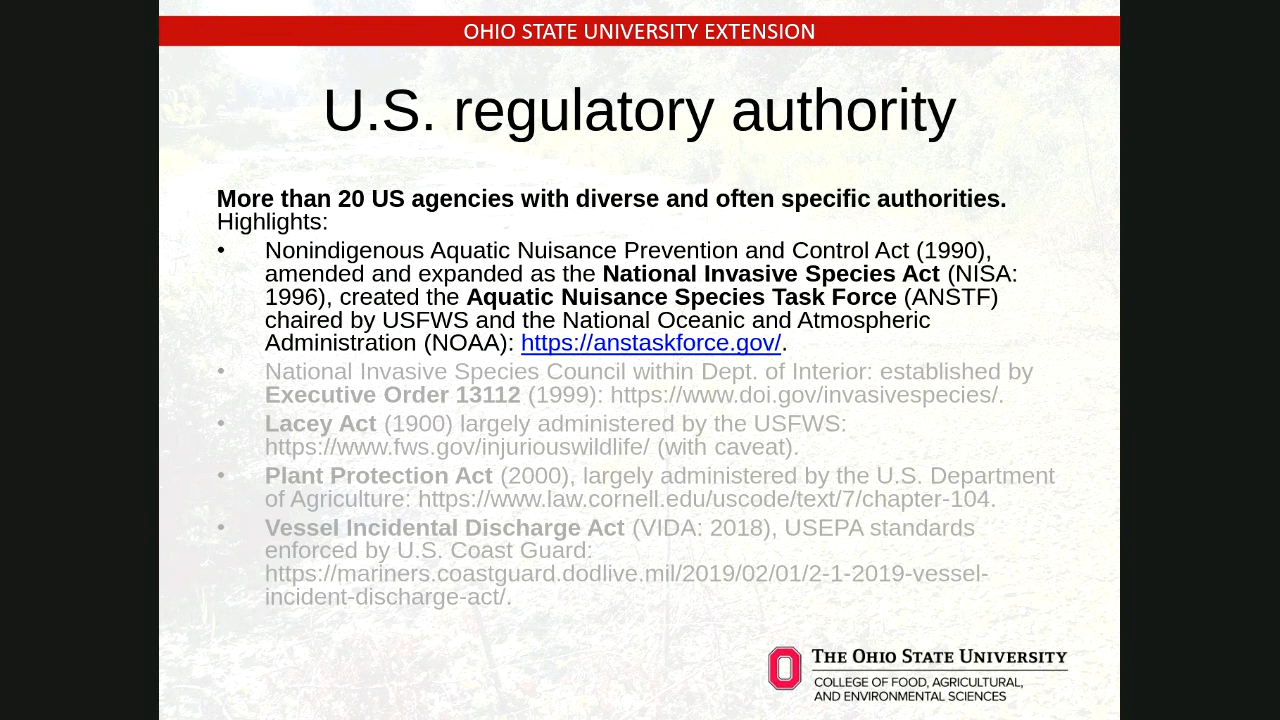 OHIO STATE UNIVERSITY EXTENSION
U.S. regulatory authority
More than 20 US agencies with diverse and often specific authorities.
Highlights:
• Nonindigenous Aquatic Nuisance Prevention and Control Act (1990),
amended and expanded as the National Invasive Species Act (NISA:
1996), created the Aquatic Nuisance Species Task Force (ANSTF)
chaired by USFWS and the National Oceanic and Atmospheric
Administration (NOAA): https://anstaskforce.gov/.
• National Invasive Species Council within Dept. of Interior: established by
Executive Order 13112 (1999): https://www.doi.gov/invasivespecies/.
• Lacey Act (1900) largely administered by the USFWS:
https://www.fws.gov/injuriouswildlife/ (with caveat).
• Plant Protection Act (2000), largely administered by the U.S. Department
of Agriculture: https://www.law.cornell.edu/uscode/text/7/chapter-104.
• Vessel Incidental Discharge Act (VIDA: 2018), USEPA standards
enforced by U.S. Coast Guard:
https://mariners.coastguard.dodlive.mil/2019/02/01/2-1-2019-vessel-
incident-discharge-act/.
THE OHIO STATE UNIVERSITY
COLLEGE OF FOOD, AGRICULTURAL,
AND ENVIRONMENTAL SCIENCES